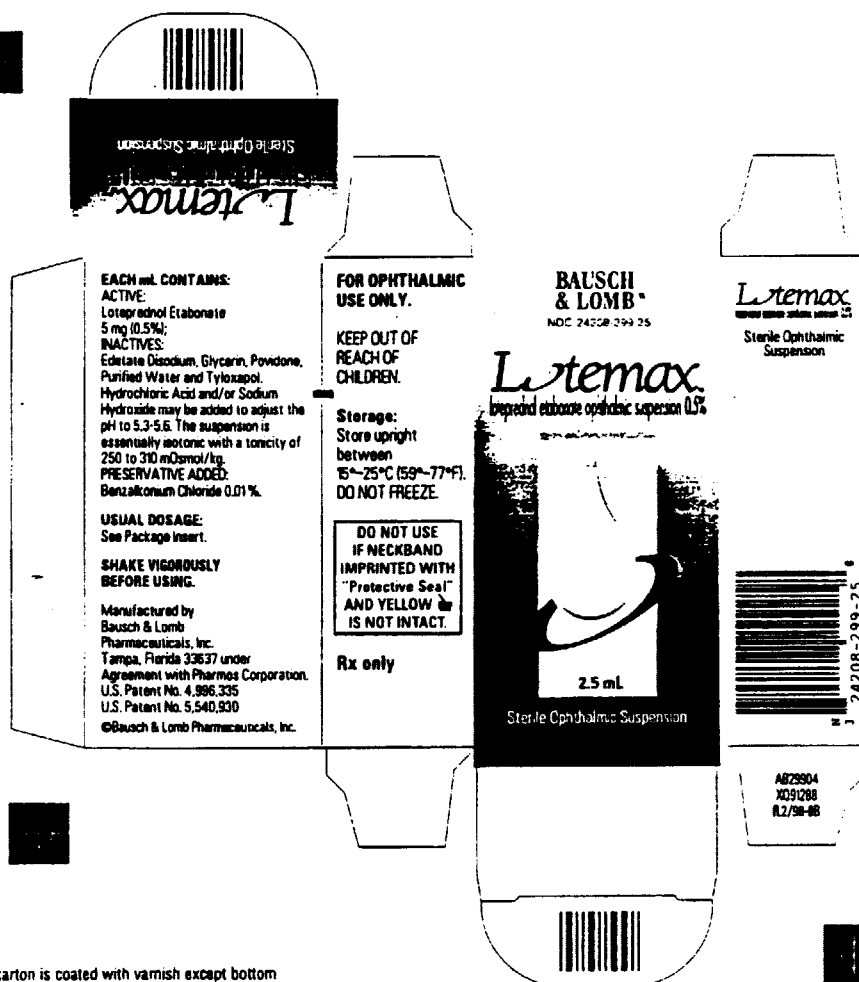 Sterile Ophthalmic Suspension
Lotemax
EACH mL CONTAINS:
ACTIVE:
Loteprednol Etabonate
5 mg (0.5%);
INACTIVES:
Edetate Disodium, Glycerin, Povidone,
Purified Water and Tyloxapol.
Hydrochloric Acid and/or Sodium
Hydroxide may be added to adjust the
pH to 5.3-5.6. The suspension is
essentially isotonic with a tonicity of
250 to 310 mOsmol/kg.
PRESERVATIVE ADDED:
Benzalkonium Chloride 0.01%.
USUAL DOSAGE:
See Package Insert.
SHAKE VIGOROUSLY
BEFORE USING.
Manufactured by
Bausch & Lomb
Pharmaceuticals, Inc.
Tampa, Florida 33637 under
Agreement with Pharmos Corporation.
U.S. Patent No. 4,996,335
U.S. Patent No. 5,540,930
©Bausch & Lomb Pharmaceuticals, Inc.
FOR OPHTHALMIC
USE ONLY.
KEEP OUT OF
REACH OF
CHILDREN.
Storage:
Store upright
between
15°-25°C (59°-77°F).
DO NOT FREEZE.
DO NOT USE
IF NECKBAND
IMPRINTED WITH
"Protective Seal"
AND YELLOW
IS NOT INTACT.
Rx only
BAUSCH
& LOMB
NDC 24208-299-25
Lotemax
loteprednol etabonate ophthalmic suspension 0.5%
2.5 mL
Sterile Ophthalmic Suspension
Lotemax
Sterile Ophthalmic
Suspension
N 3 24208-299-25 6
AB29904
X091288
carton is coated with varnish except bottom